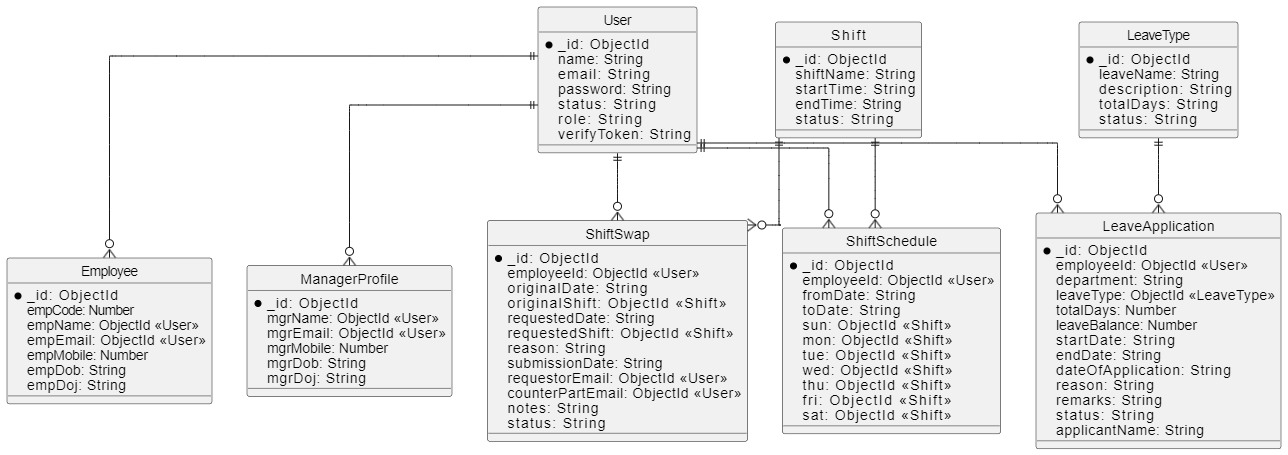 User
_id: ObjectId
name: String
email: String
password: String
status: String
role: String
verifyToken: String
Shift
_id: ObjectId
shiftName: String
startTime: String
endTime: String
status: String
LeaveType
_id: ObjectId
leaveName: String
description: String
totalDays: String
status: String
Employee
_id: ObjectId
empCode: Number
empName: ObjectId «User»
empEmail: ObjectId «User»
empMobile: Number
empDob: String
empDoj: String
ManagerProfile
_id: ObjectId
mgrName: ObjectId «User»
mgrEmail: ObjectId «User»
mgrMobile: Number
mgrDob: String
mgrDoj: String
ShiftSwap
_id: ObjectId
employeeId: ObjectId «User»
originalDate: String
originalShift: ObjectId «Shift»
requestedDate: String
requestedShift: ObjectId «Shift»
reason: String
submissionDate: String
requestorEmail: ObjectId «User»
counterPartEmail: ObjectId «User»
notes: String
status: String
ShiftSchedule
_id: ObjectId
employeeId: ObjectId «User»
fromDate: String
toDate: String
sun: ObjectId «Shift»
mon: ObjectId «Shift»
tue: ObjectId «Shift»
wed: ObjectId «Shift»
thu: ObjectId «Shift»
fri: ObjectId «Shift»
sat: ObjectId «Shift»
LeaveApplication
_id: ObjectId
employeeId: ObjectId «User»
department: String
leaveType: ObjectId «LeaveType»
totalDays: Number
leaveBalance: Number
startDate: String
endDate: String
dateOfApplication: String
reason: String
remarks: String
status: String
applicantName: String